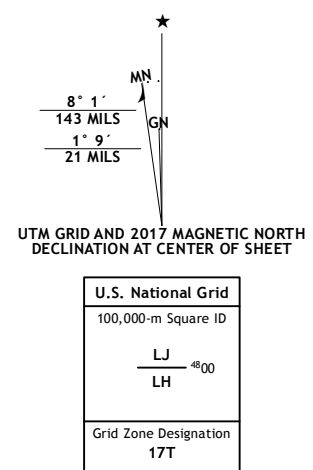 ★
MN
8° 1´
143 MILS
GN
1° 9´
21 MILS
UTM GRID AND 2017 MAGNETIC NORTH
DECLINATION AT CENTER OF SHEET
U.S. National Grid
100,000-m Square ID
LJ
4800
LH
Grid Zone Designation
17T